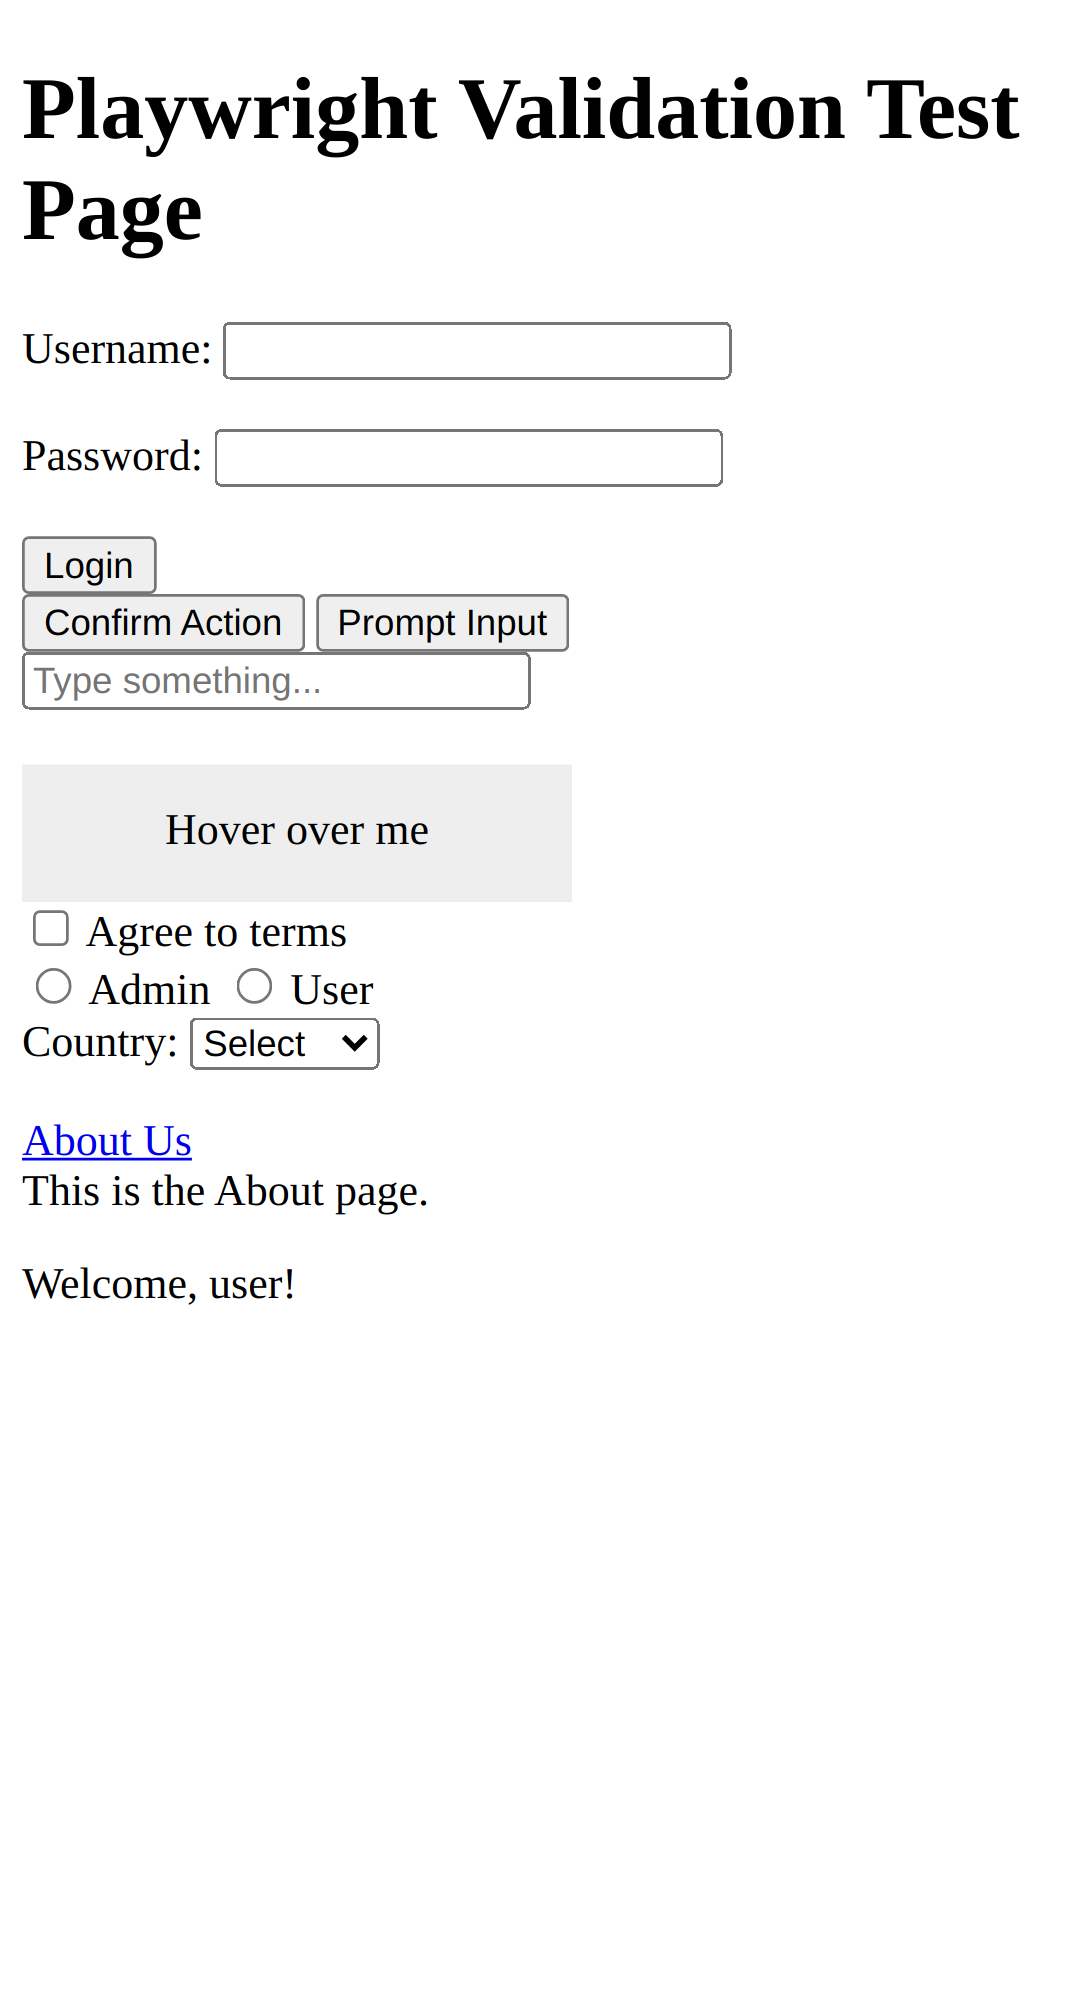 Playwright Validation Test
Page
Username:
Password:
Login
Confirm Action Prompt Input
Type something...
Hover over me
Agree to terms
Admin User
Country: Select
About Us
This is the About page.
Welcome, user!